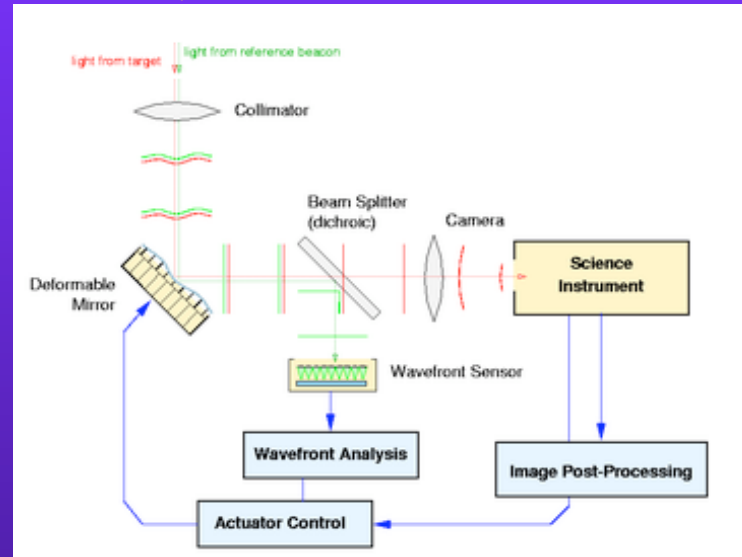 light from reference beacon
light from target
Collimator
Beam Splitter
(dichroic)
Camera
Science
Instrument
Deformable
Mirror
Wavefront Sensor
Wavefront Analysis
Image Post-Processing
Actuator Control